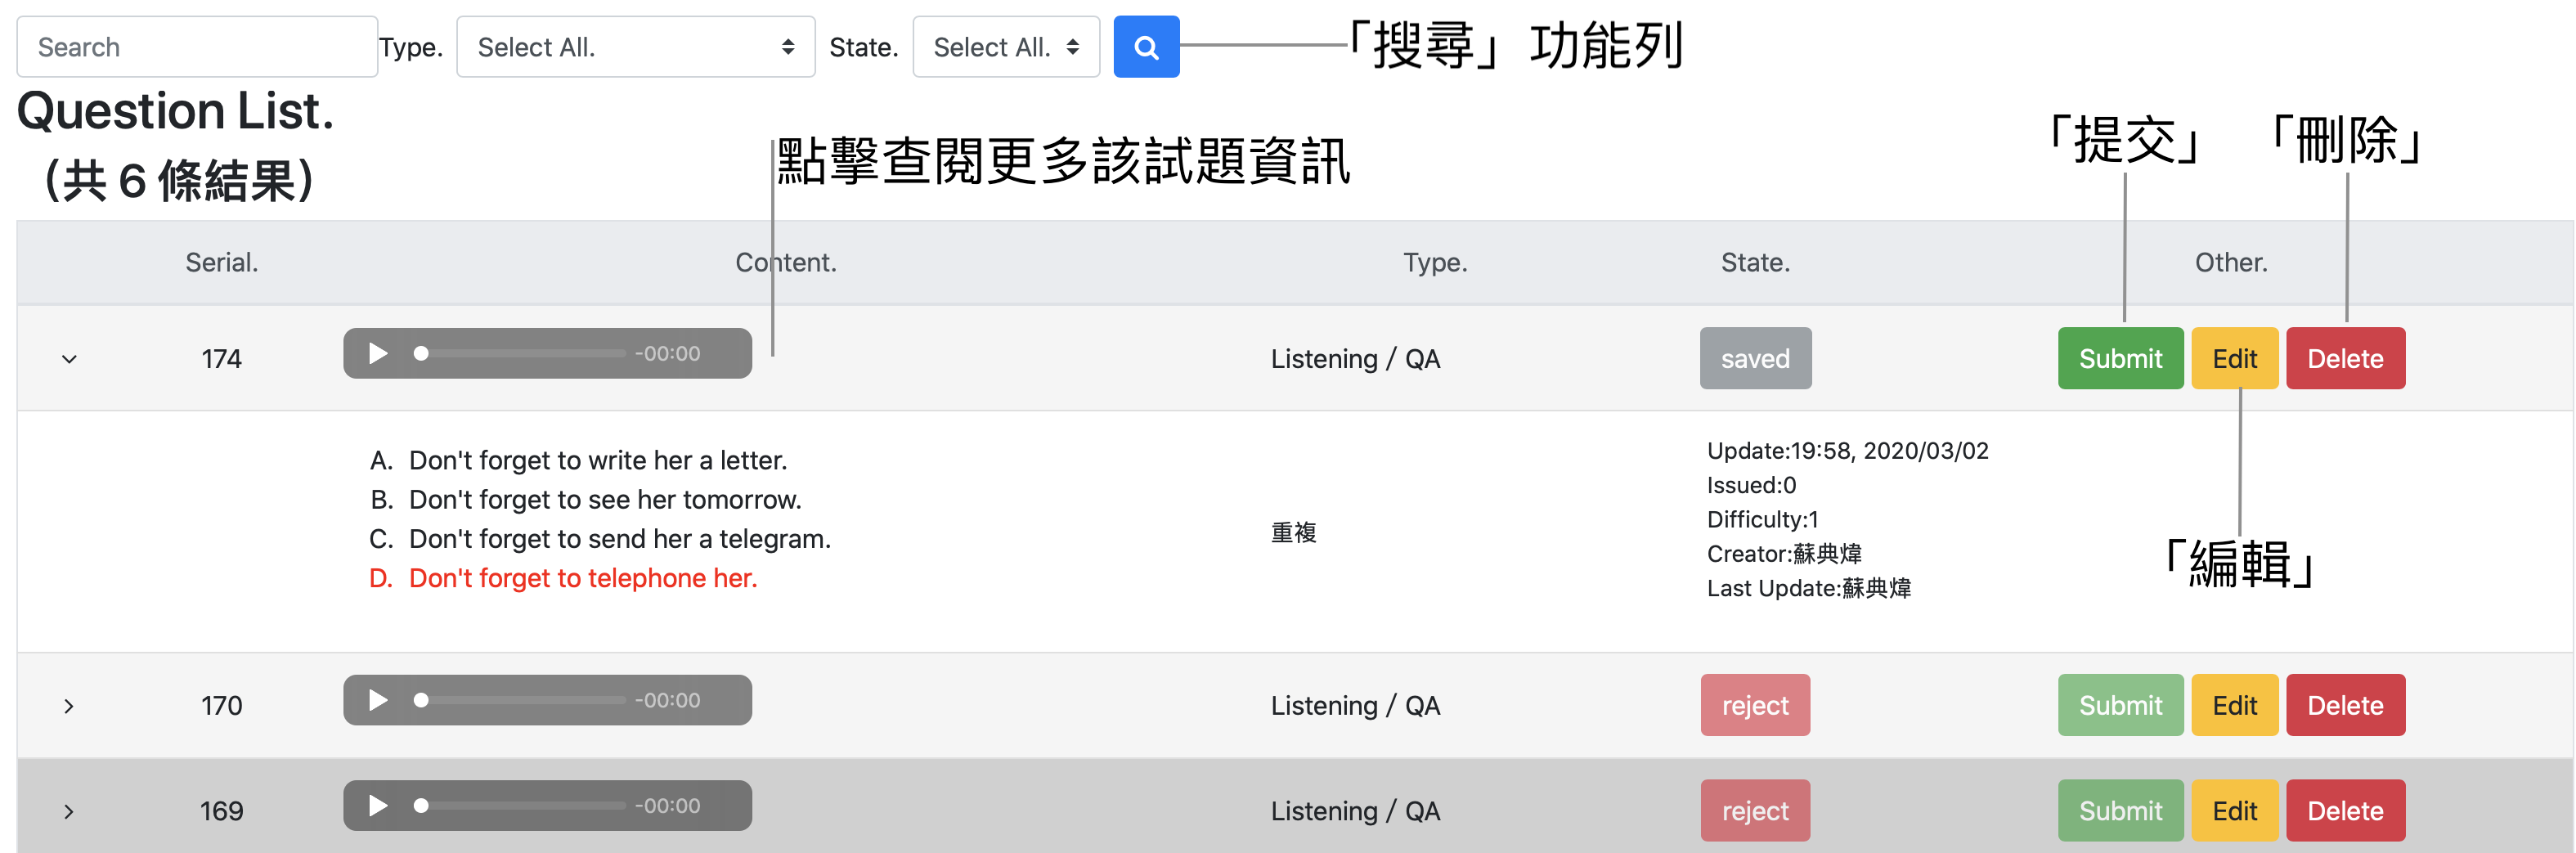 Search Type. Select All. State. Select All. 「搜尋」功能列
Question List.
（共 6 條結果）
點擊查閱更多該試題資訊
「提交」 「刪除」
Serial. Content. Type. State. Other.
174 -00:00 Listening / QA saved Submit Edit Delete
A. Don't forget to write her a letter.
B. Don't forget to see her tomorrow.
C. Don't forget to send her a telegram.
D. Don't forget to telephone her.
重複
Update:19:58, 2020/03/02
Issued:0
Difficulty:1
Creator:蘇典煒
Last Update:蘇典煒
「編輯」
170 -00:00 Listening / QA reject Submit Edit Delete
169 -00:00 Listening / QA reject Submit Edit Delete